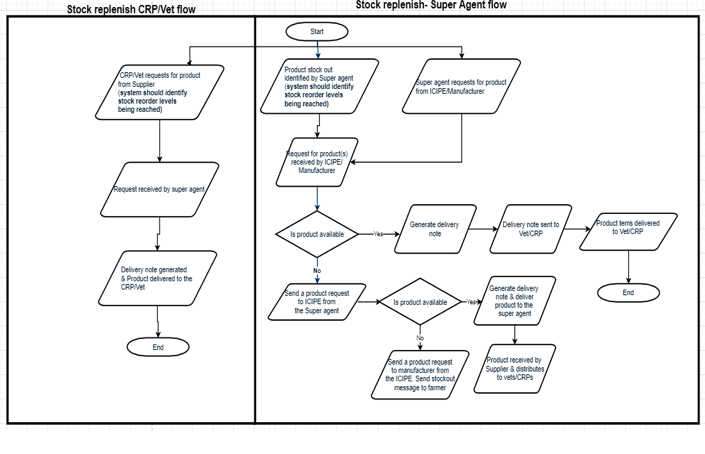 Stock replenish CRP/Vet flow
Stock replenish- Super Agent flow
Start
CRP/Vet requests for product
from Supplier
(system should identify
stock reorder levels
being reached)
Product stock out
identified by Super agent
(system should identify
stock reorder levels
being reached)
Super agent requests for product
from ICIPE/Manufacturer
Request for product(s)
received by ICIPE/
Manufacturer
Request received by super agent
Is product available
Yes
Generate delivery
note
Delivery note sent to
Vet/CRP
Product tems delivered
to Vet/CRP
No
End
Delivery note generated
& Product delivered to the
CRP/Vet
End
Send a product request
to ICIPE from
the Super agent
Is product available
Yes
Generate delivery
note & deliver
product to the
super agent
No
Send a product request
to manufacturer from
the ICIPE. Send stockout
message to farmer
Product received by
Supplier & distributes
to vets/CRPs